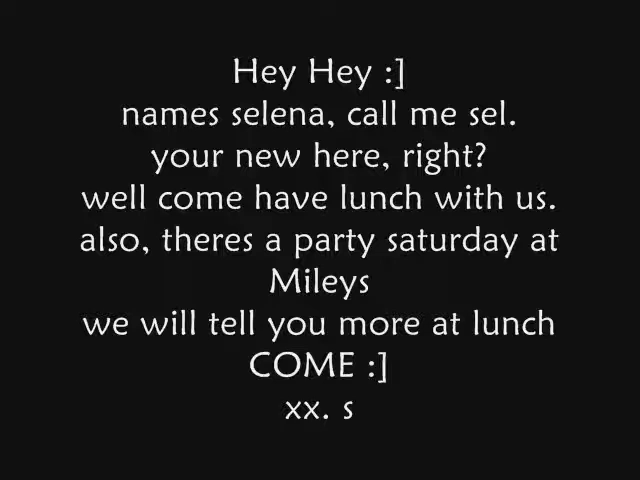 Hey Hey :]
names selena, call me sel.
your new here, right?
well come have lunch with us.
also, theres a party saturday at
Mileys
we will tell you more at lunch
COME :]
xx. s